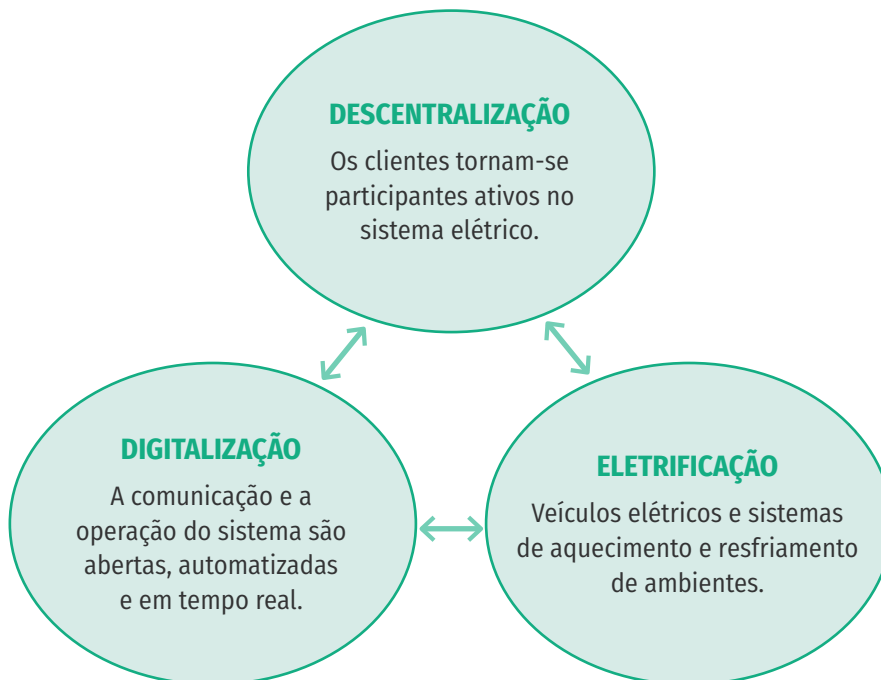 DESCENTRALIZAÇÃO
Os clientes tornam-se
participantes ativos no
sistema elétrico.
DIGITALIZAÇÃO
A comunicação e a
operação do sistema são
abertas, automatizadas
e em tempo real.
ELETRIFICAÇÃO
Veículos elétricos e sistemas
de aquecimento e resfriamento
de ambientes.